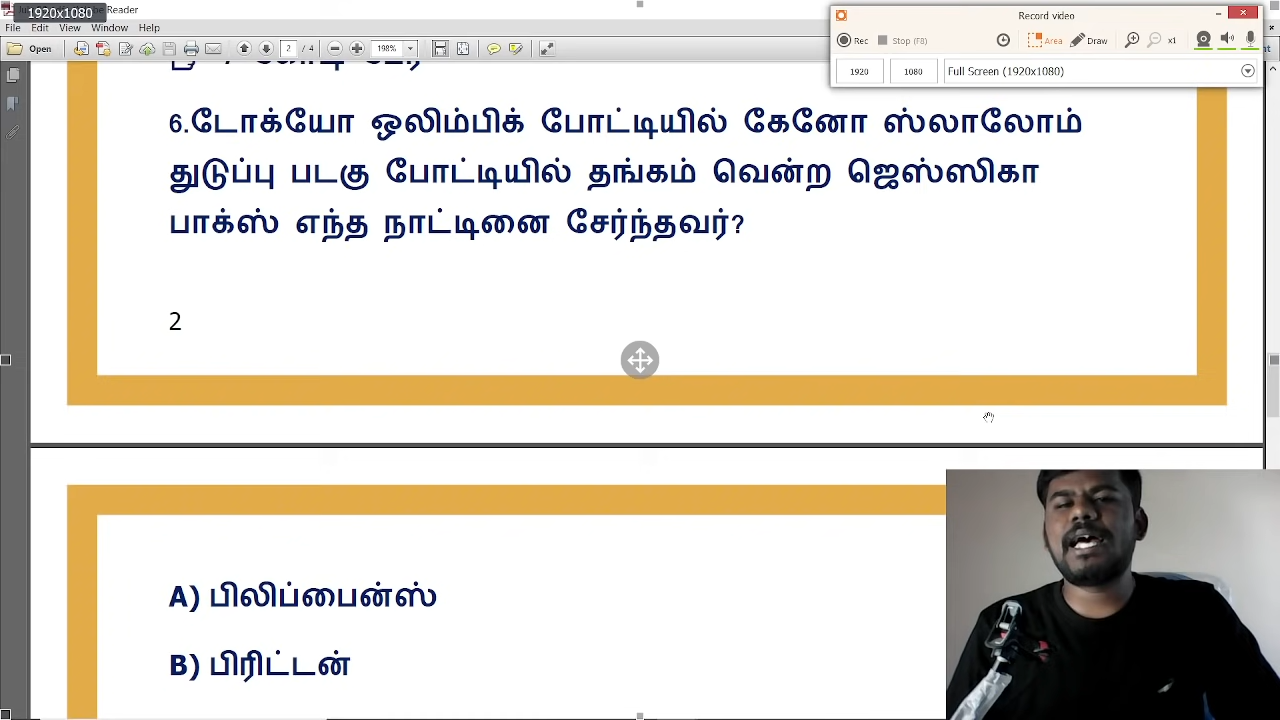 1920x1080
Record video
File Edit View Window Help
Rec Stop (F8) Area Draw x1
Open 2 / 4 198%
1920 1080 Full Screen (1920x1080)
6.டோக்யோ ஒலிம்பிக் போட்டியில் கேனோ ஸ்லாலோம்
துடுப்பு படகு போட்டியில் தங்கம் வென்ற ஜெஸ்ஸிகா
பாக்ஸ் எந்த நாட்டினை சேர்ந்தவர்?
2
A) பிலிப்பைன்ஸ்
B) பிரிட்டன்